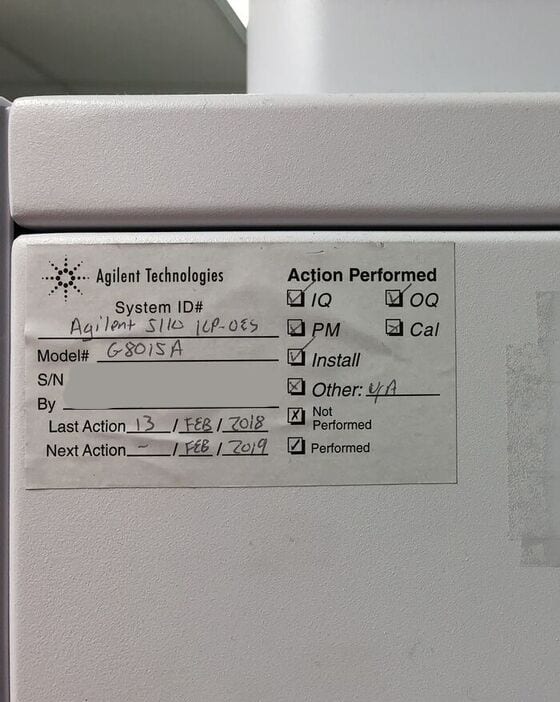 Agilent Technologies
System ID#
Agilent 5110 ICP-OES
Model# G8015A
S/N
By
Last Action 13 / FEB / 2018
Next Action - / FEB / 2019
Action Performed
IQ OQ
PM Cal
Install
Other: N/A
Not
Performed
Performed